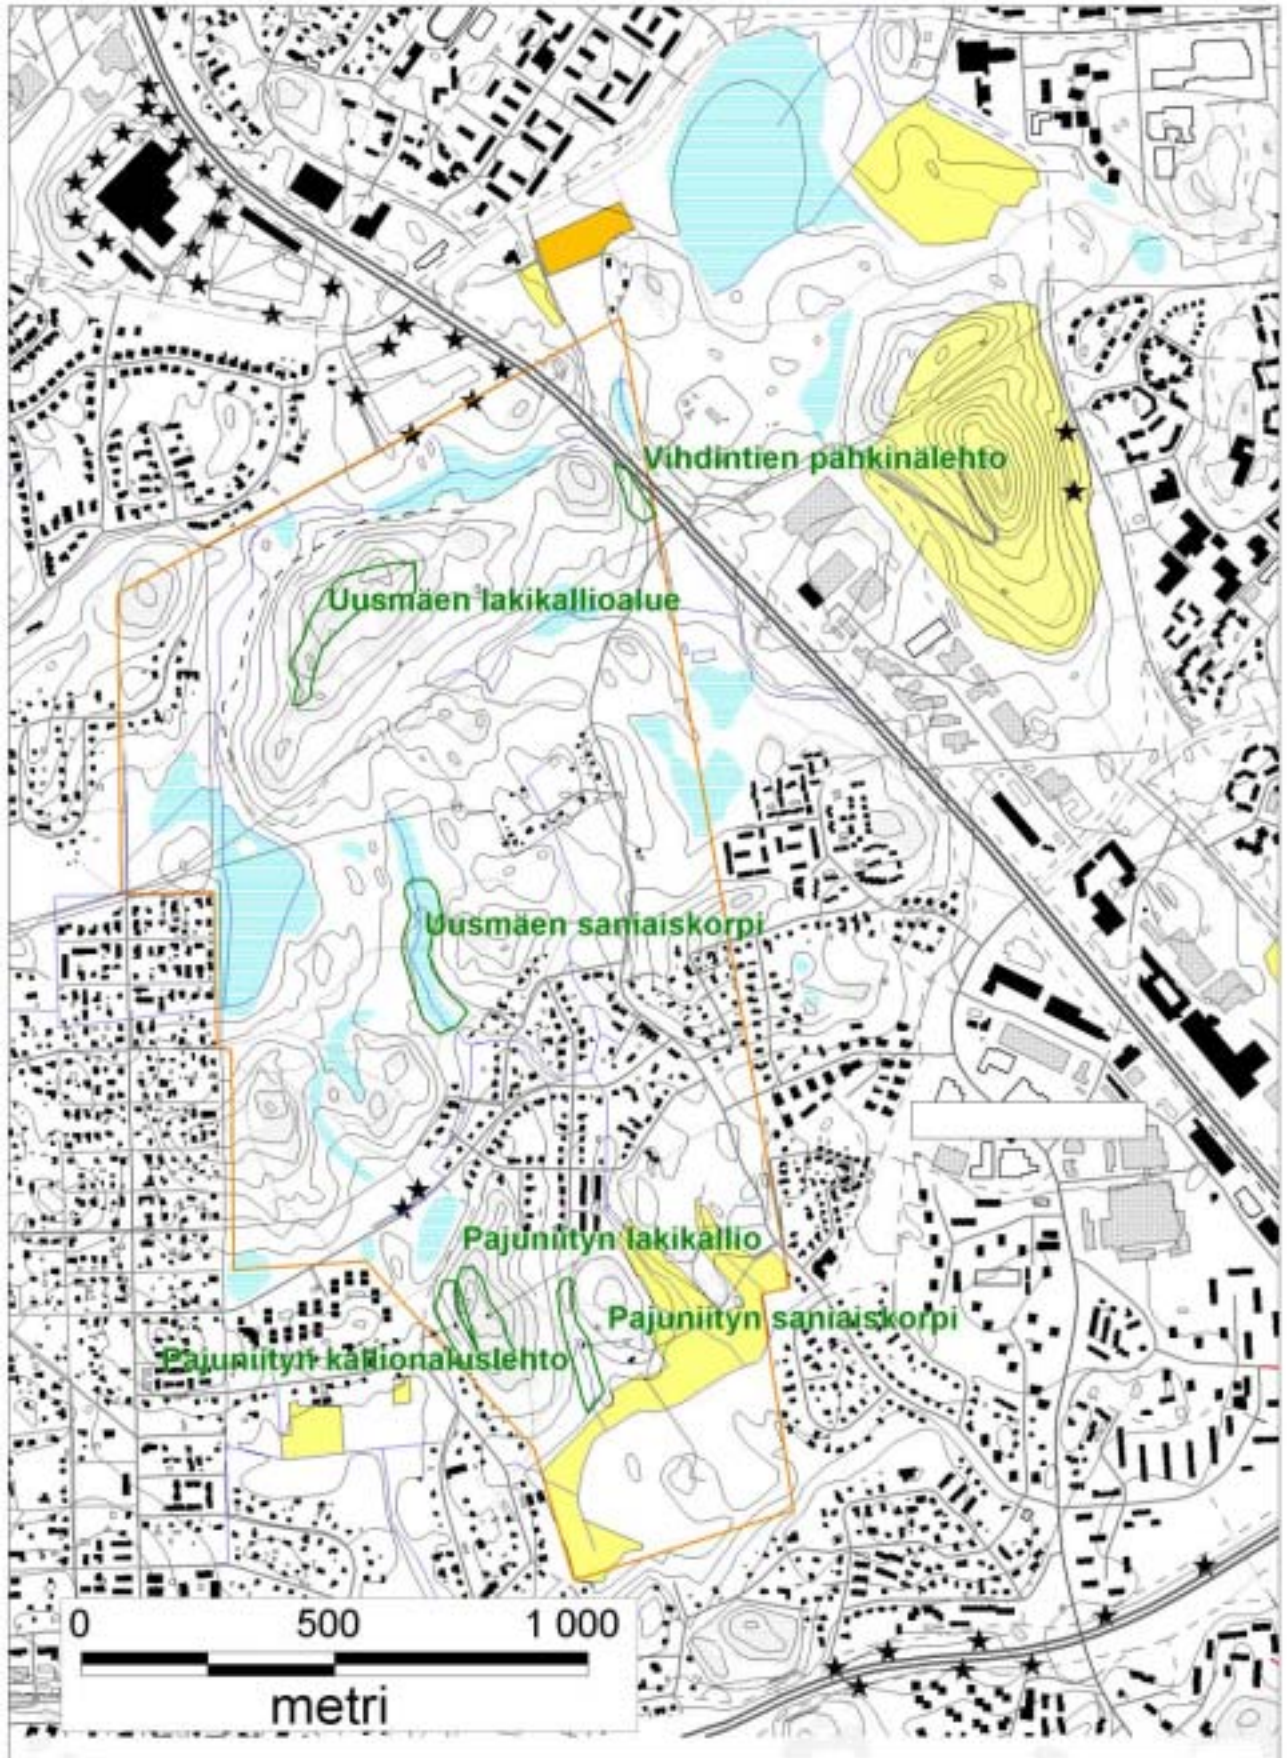 Vihdintien pähkinälehto
Uusmäen lakikallioalue
Uusmäen saniaiskorpi
Pajuniityn lakikallio
Pajuniityn saniaiskorpi
Pajuniityn kallionaluslehto
0 500 1 000
metri